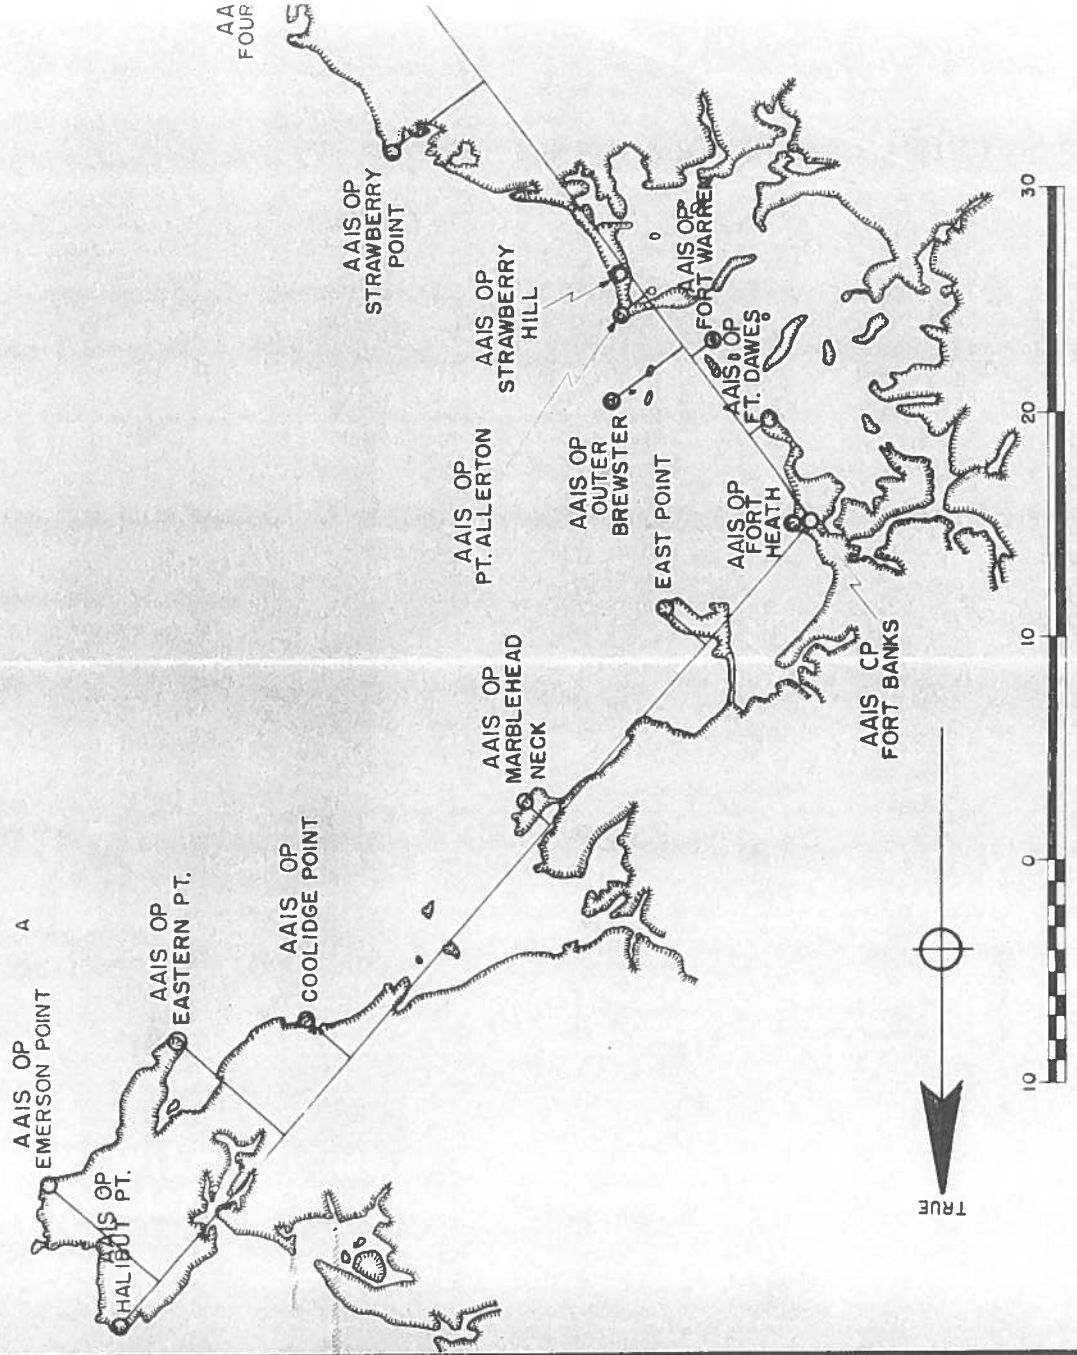 AA
FOUR
AAIS OP
STRAWBERRY
POINT
AAIS OP
STRAWBERRY
HILL
AAIS OP
FORT WARREN
AAIS OP
FT. DAWES
AAIS OP
PT. ALLERTON
AAIS OP
OUTER
BREWSTER
EAST POINT
AAIS OP
FORT
HEATH
AAIS CP
FORT BANKS
AAIS OP
MARBLEHEAD
NECK
AAIS OP
COOLIDGE POINT
AAIS OP
EASTERN PT.
A
AAIS OP
EMERSON POINT
AAIS OP
HALIBUT PT.
TRUE
10
0
10
20
30